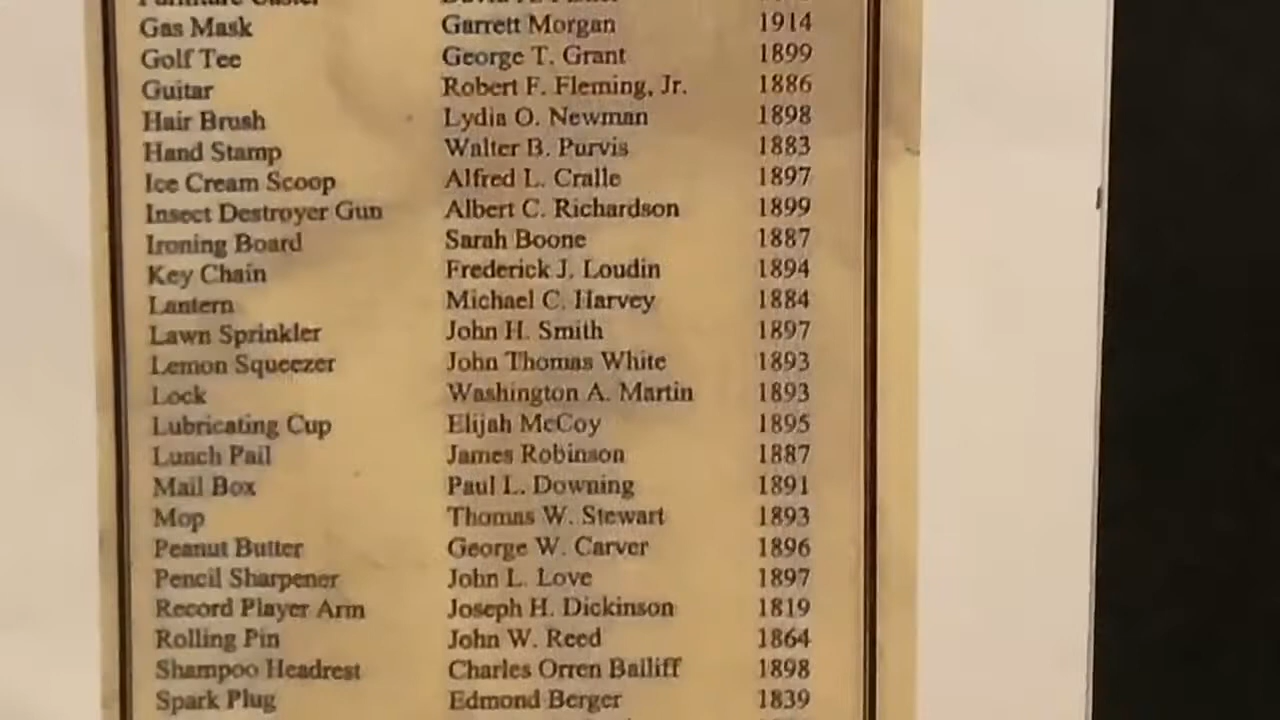 Gas Mask Garrett Morgan 1914
Golf Tee George T. Grant 1899
Guitar Robert F. Fleming, Jr. 1886
Hair Brush Lydia O. Newman 1898
Hand Stamp Walter B. Purvis 1883
Ice Cream Scoop Alfred L. Cralle 1897
Insect Destroyer Gun Albert C. Richardson 1899
Ironing Board Sarah Boone 1887
Key Chain Frederick J. Loudin 1894
Lantern Michael C. Harvey 1884
Lawn Sprinkler John H. Smith 1897
Lemon Squeezer John Thomas White 1893
Lock Washington A. Martin 1893
Lubricating Cup Elijah McCoy 1895
Lunch Pail James Robinson 1887
Mail Box Paul L. Downing 1891
Mop Thomas W. Stewart 1893
Peanut Butter George W. Carver 1896
Pencil Sharpener John L. Love 1897
Record Player Arm Joseph H. Dickinson 1819
Rolling Pin John W. Reed 1864
Shampoo Headrest Charles Orren Bailiff 1898
Spark Plug Edmond Berger 1839